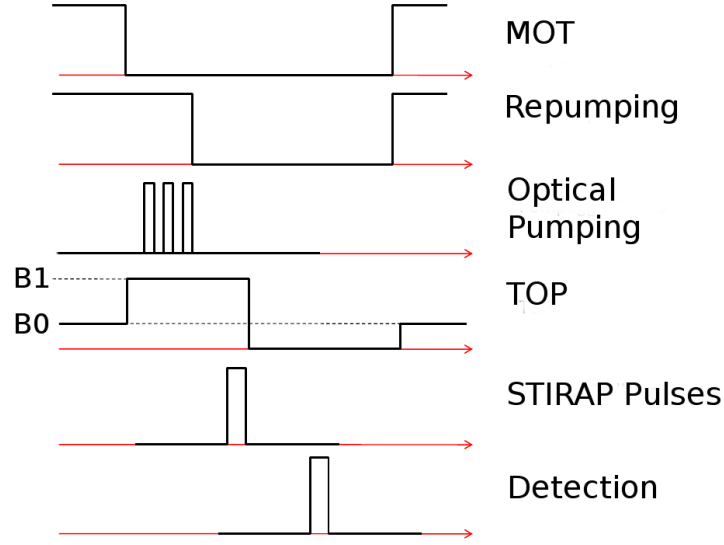 MOT
Repumping
Optical
Pumping
B1
TOP
B0
STIRAP Pulses
Detection